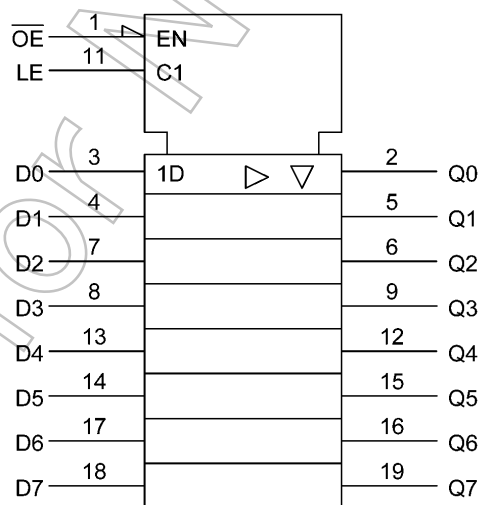 O̅E̅ 1 EN
LE 11 C1
D0 3 1D 2 Q0
D1 4 5 Q1
D2 7 6 Q2
D3 8 9 Q3
D4 13 12 Q4
D5 14 15 Q5
D6 17 16 Q6
D7 18 19 Q7